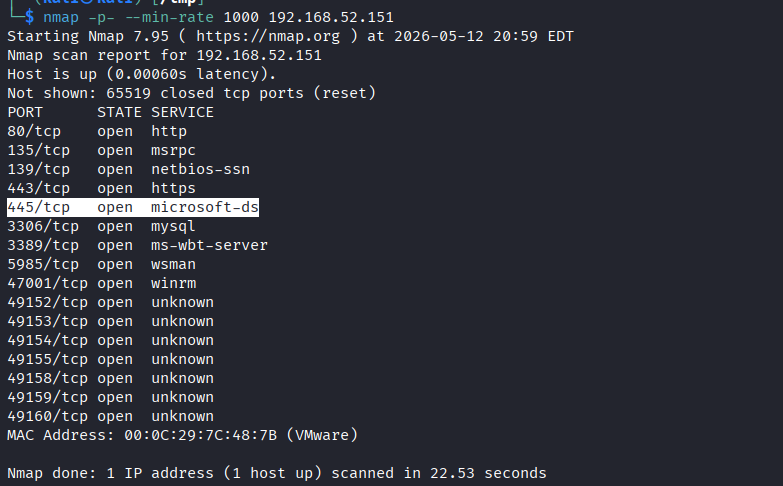 (kali㉿kali) [/tmp]
└─$ nmap -p- --min-rate 1000 192.168.52.151
Starting Nmap 7.95 ( https://nmap.org ) at 2026-05-12 20:59 EDT
Nmap scan report for 192.168.52.151
Host is up (0.00060s latency).
Not shown: 65519 closed tcp ports (reset)
PORT      STATE SERVICE
80/tcp    open  http
135/tcp   open  msrpc
139/tcp   open  netbios-ssn
443/tcp   open  https
445/tcp   open  microsoft-ds
3306/tcp  open  mysql
3389/tcp  open  ms-wbt-server
5985/tcp  open  wsman
47001/tcp open  winrm
49152/tcp open  unknown
49153/tcp open  unknown
49154/tcp open  unknown
49155/tcp open  unknown
49158/tcp open  unknown
49159/tcp open  unknown
49160/tcp open  unknown
MAC Address: 00:0C:29:7C:48:7B (VMware)
Nmap done: 1 IP address (1 host up) scanned in 22.53 seconds